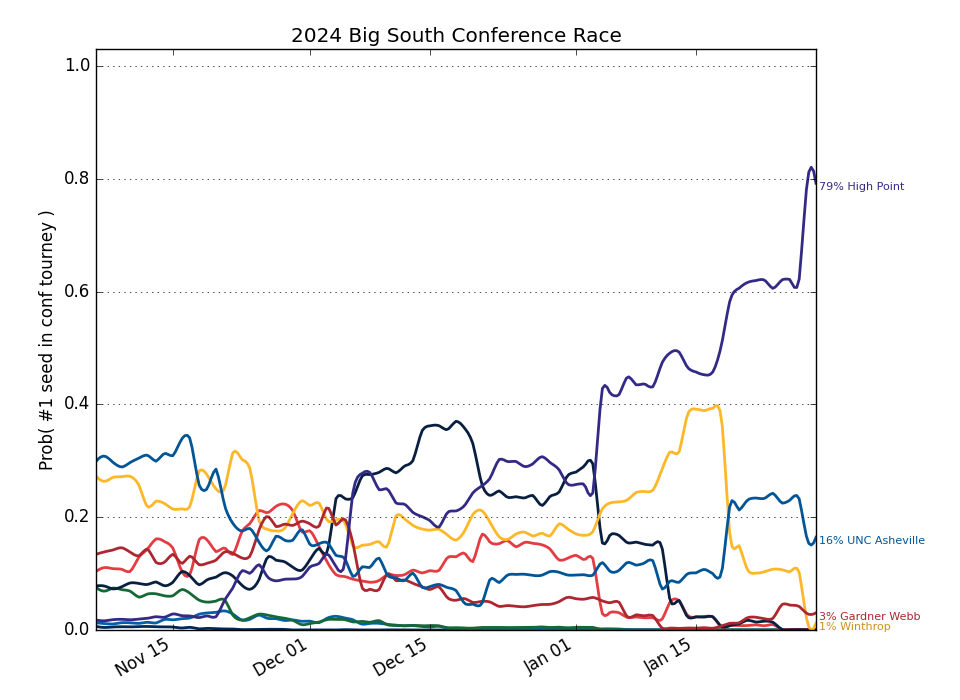 2024 Big South Conference Race
Prob( #1 seed in conf tourney )
1.0
0.8
0.6
0.4
0.2
0.0
79% High Point
16% UNC Asheville
3% Gardner Webb
1% Winthrop
Nov 15
Dec 01
Dec 15
Jan 01
Jan 15